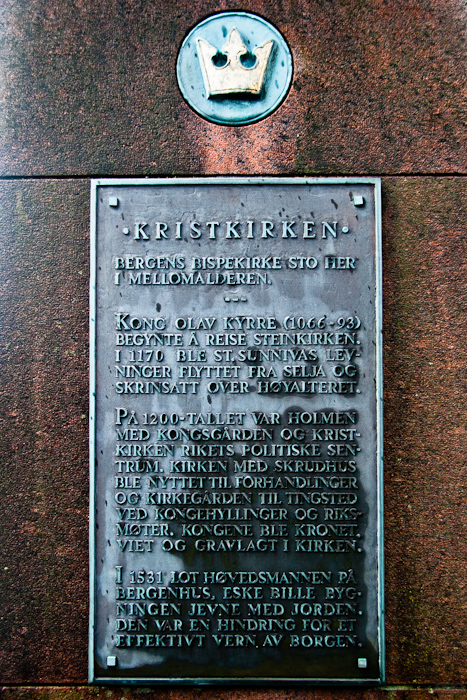 ·KRISTKIRKEN·
BERGENS BISPEKIRKE STO HER
I MELLOMALDEREN.
---
KONG OLAV KYRRE (1066-93)
BEGYNTE Å REISE STEINKIRKEN.
I 1170 BLE ST.SUNNIVAS LEV-
NINGER FLYTTET FRA SELJA OG
SKRINSATT OVER HØYALTERET.
PÅ 1200-TALLET VAR HOLMEN
MED KONGSGÅRDEN OG KRIST-
KIRKEN RIKETS POLITISKE SEN-
TRUM. KIRKEN MED SKRUDHUS
BLE NYTTET TIL FORHANDLINGER
OG KIRKEGÅRDEN TIL TINGSTED
VED KONGEHYLLINGER OG RIKS-
MØTER. KONGENE BLE KRONET,
VIET OG GRAVLAGT I KIRKEN.
I 1531 LOT HØVEDSMANNEN PÅ
BERGENHUS, ESKE BILLE BYG-
NINGEN JEVNE MED JORDEN.
DEN VAR EN HINDRING FOR ET
EFFEKTIVT VERN AV BORGEN.